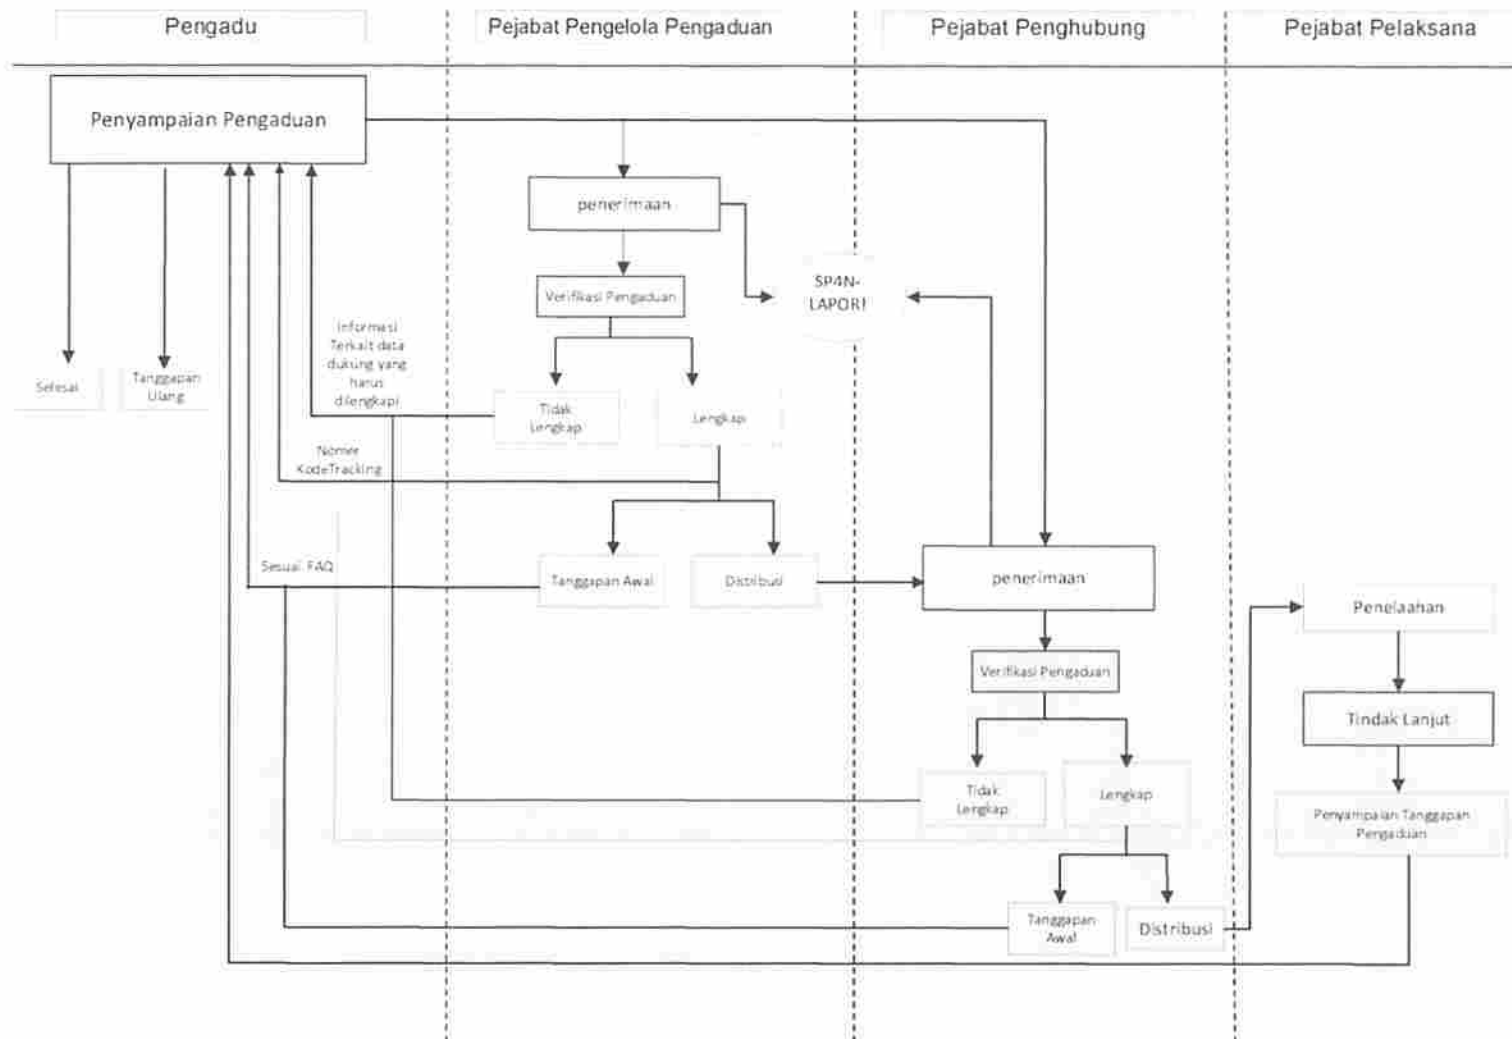 Pengadu
Pejabat Pengelola Pengaduan
Pejabat Penghubung
Pejabat Pelaksana
Penyampaian Pengaduan
penerimaan
Verifikasi Pengaduan
SP4N-
LAPOR!
Informasi
Terkait data
dukung yang
harus
dilengkapi
Selesai
Tanggapan
Ulang
Tidak
Lengkap
Lengkap
Nomer
KodeTracking
Sesuai FAQ
Tanggapan Awal
Distribusi
penerimaan
Penelaahan
Verifikasi Pengaduan
Tindak Lanjut
Tidak
Lengkap
Lengkap
Penyampaian Tanggapan
Pengaduan
Tanggapan
Awal
Distribusi